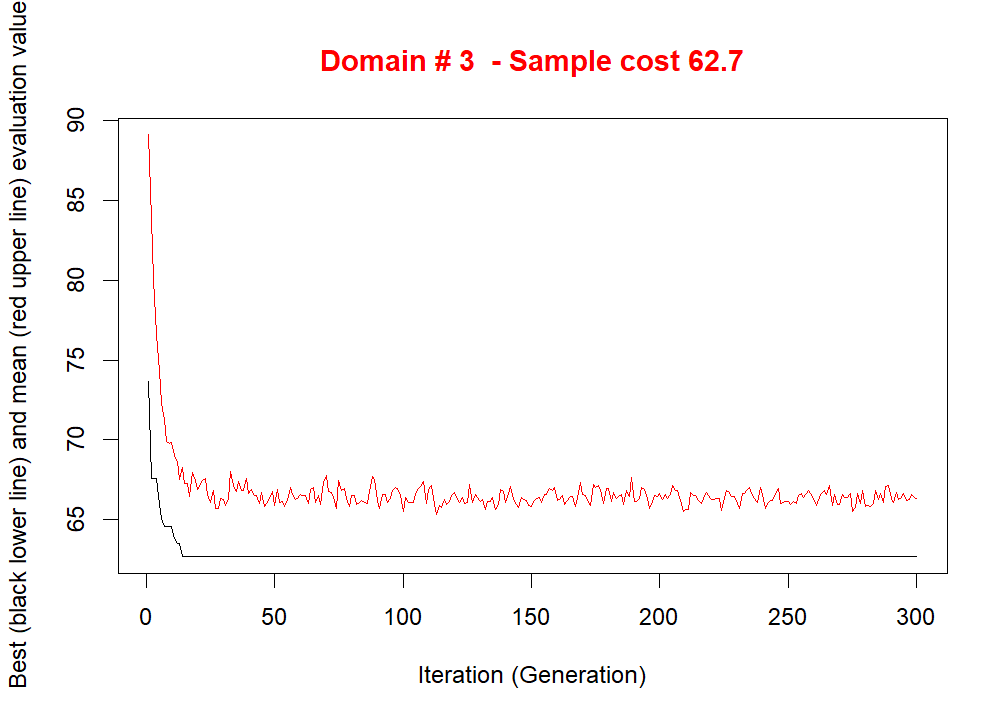 Domain # 3  - Sample cost 62.7
Best (black lower line) and mean (red upper line) evaluation value
90
85
80
75
70
65
0 50 100 150 200 250 300
Iteration (Generation)